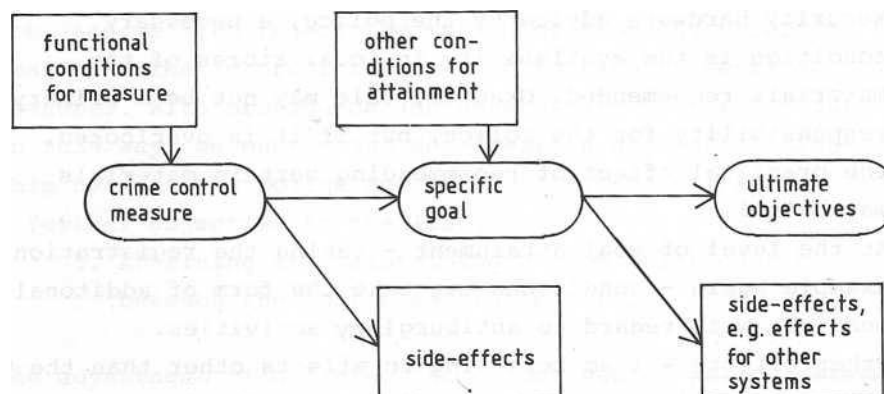 functional
conditions
for measure
other con-
ditions for
attainment
crime control
measure
specific
goal
ultimate
objectives
side-effects
side-effects,
e.g. effects
for other
systems